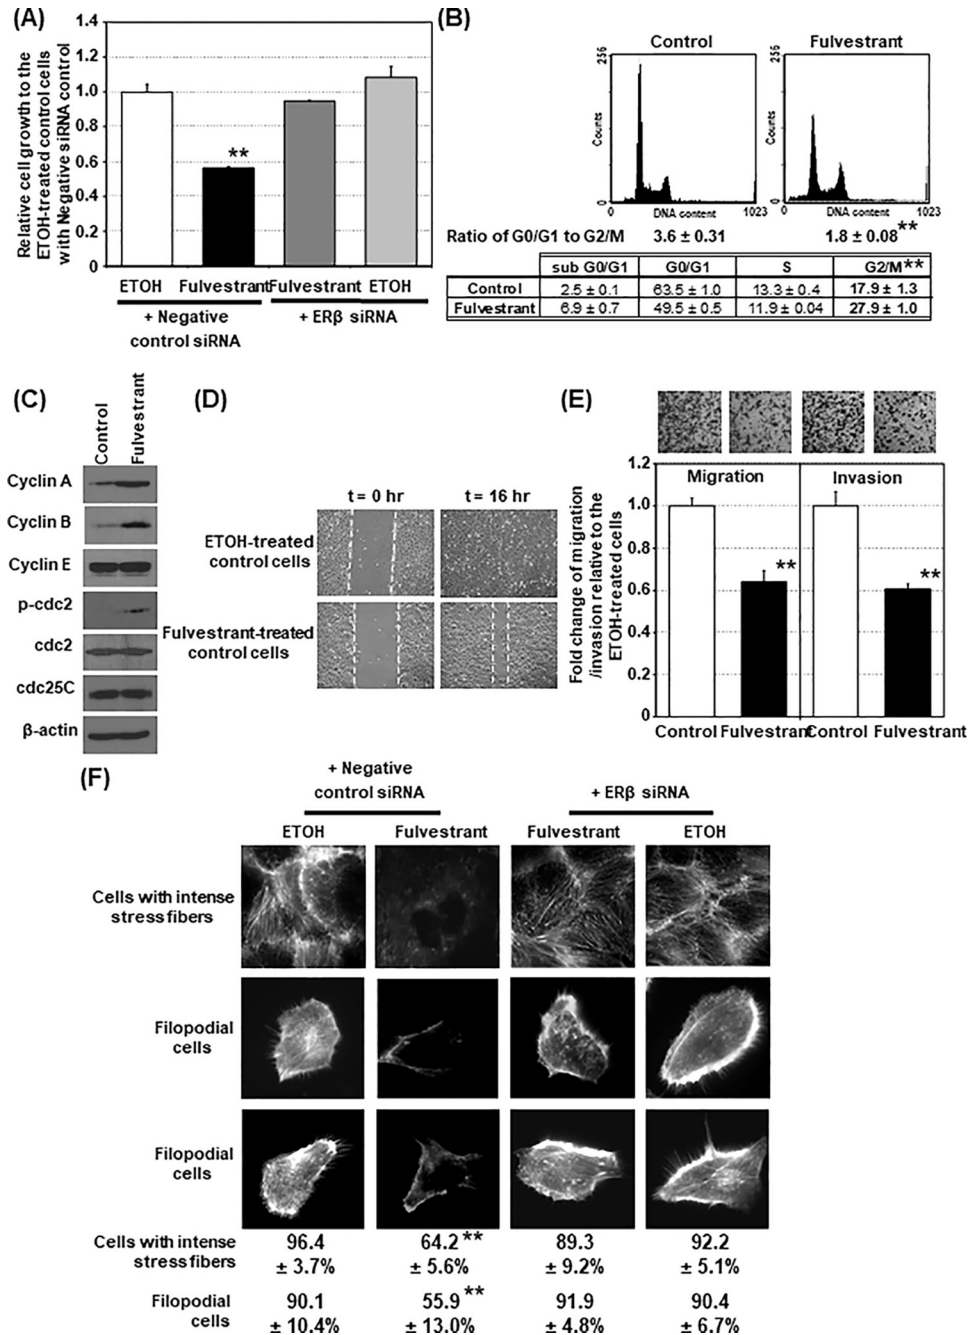 (A)
Relative cell growth to the
ETOH-treated control cells
with Negative siRNA control
1.4
1.2
1.0
0.8
0.6
0.4
0.2
0
**
ETOH Fulvestrant Fulvestrant ETOH
+ Negative
control siRNA
+ ERβ siRNA
(B)
Control
Fulvestrant
256
Counts
0
DNA content
1023
256
Counts
0
DNA content
1023
Ratio of G0/G1 to G2/M 3.6 ± 0.31 1.8 ± 0.08**
sub G0/G1 G0/G1 S G2/M**
Control 2.5 ± 0.1 63.5 ± 1.0 13.3 ± 0.4 17.9 ± 1.3
Fulvestrant 6.9 ± 0.7 49.5 ± 0.5 11.9 ± 0.04 27.9 ± 1.0
(C)
Control
Fulvestrant
Cyclin A
Cyclin B
Cyclin E
p-cdc2
cdc2
cdc25C
β-actin
(D)
t = 0 hr t = 16 hr
ETOH-treated
control cells
Fulvestrant-treated
control cells
(E)
Fold change of migration
/invasion relative to the
ETOH-treated cells
1.2
1.0
0.8
0.6
0.4
0.2
0
Migration
Invasion
**
**
Control Fulvestrant Control Fulvestrant
(F)
+ Negative
control siRNA
+ ERβ siRNA
ETOH Fulvestrant Fulvestrant ETOH
Cells with intense
stress fibers
Filopodial
cells
Filopodial
cells
Cells with intense
stress fibers
96.4 64.2** 89.3 92.2
± 3.7% ± 5.6% ± 9.2% ± 5.1%
Filopodial
cells
90.1 55.9** 91.9 90.4
± 10.4% ± 13.0% ± 4.8% ± 6.7%